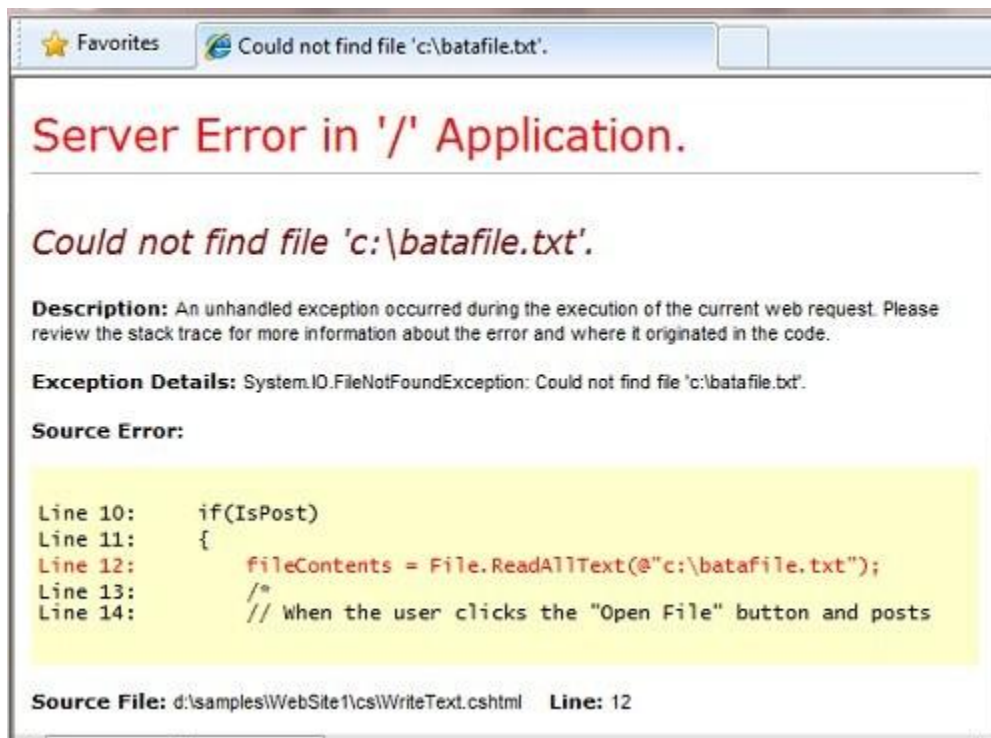 Favorites
Could not find file 'c:\batafile.txt'.
Server Error in '/' Application.
Could not find file 'c:\batafile.txt'.
Description: An unhandled exception occurred during the execution of the current web request. Please
review the stack trace for more information about the error and where it originated in the code.
Exception Details: System.IO.FileNotFoundException: Could not find file 'c:\batafile.txt'.
Source Error:
Line 10: if(IsPost)
Line 11: {
Line 12: fileContents = File.ReadAllText(@"c:\batafile.txt");
Line 13: /*
Line 14: // When the user clicks the "Open File" button and posts
Source File: d:\samples\WebSite1\cs\WriteText.cshtml Line: 12